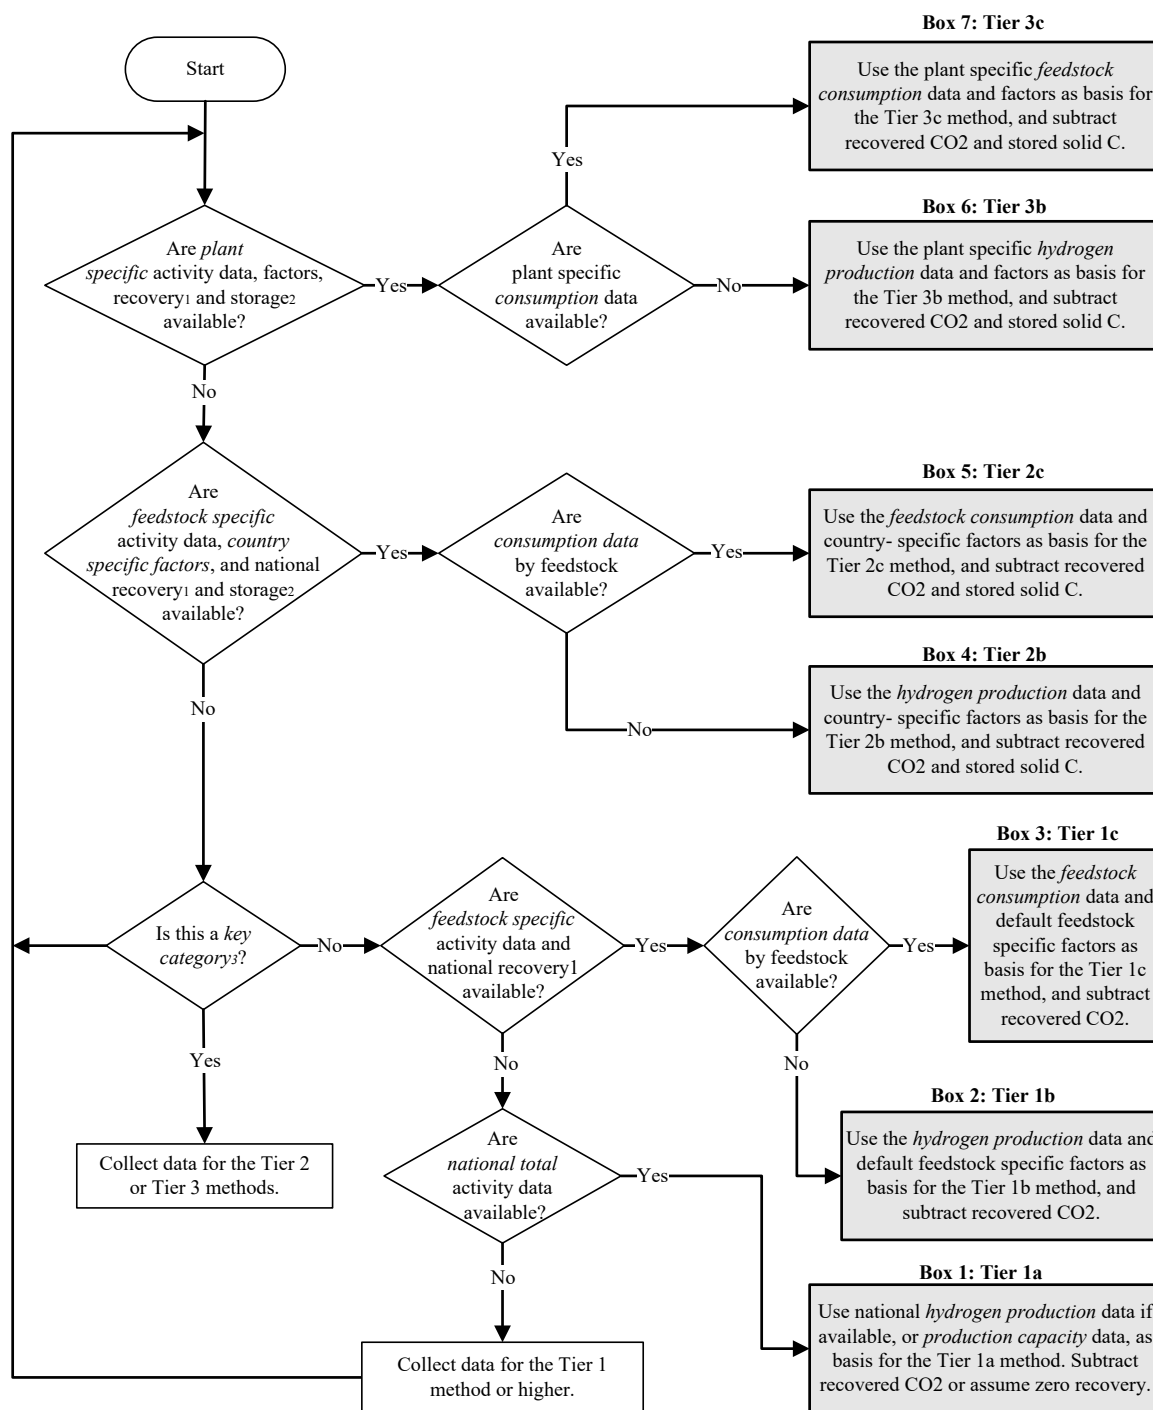 Box 7: Tier 3c
Start
Use the plant specific feedstock
consumption data and factors as basis for
the Tier 3c method, and subtract
recovered CO2 and stored solid C.
Yes
Box 6: Tier 3b
Are plant
specific activity data, factors,
recovery1 and storage2
available?
Yes
Are
plant specific
consumption data
available?
No
Use the plant specific hydrogen
production data and factors as basis for
the Tier 3b method, and subtract
recovered CO2 and stored solid C.
No
Box 5: Tier 2c
Are
feedstock specific
activity data, country
specific factors, and national
recovery1 and storage2
available?
Yes
Are
consumption data
by feedstock
available?
Yes
Use the feedstock consumption data and
country- specific factors as basis for the
Tier 2c method, and subtract recovered
CO2 and stored solid C.
Box 4: Tier 2b
No
No
Use the hydrogen production data and
country- specific factors as basis for the
Tier 2b method, and subtract recovered
CO2 and stored solid C.
Box 3: Tier 1c
Is this a key
category3?
No
Are
feedstock specific
activity data and
national recovery1
available?
Yes
Are
consumption data
by feedstock
available?
Yes
Use the feedstock
consumption data and
default feedstock
specific factors as
basis for the Tier 1c
method, and subtract
recovered CO2.
Yes
No
No
Box 2: Tier 1b
Collect data for the Tier 2
or Tier 3 methods.
Are
national total
activity data
available?
Yes
Use the hydrogen production data and
default feedstock specific factors as
basis for the Tier 1b method, and
subtract recovered CO2.
No
Box 1: Tier 1a
Collect data for the Tier 1
method or higher.
Use national hydrogen production data if
available, or production capacity data, as
basis for the Tier 1a method. Subtract
recovered CO2 or assume zero recovery.